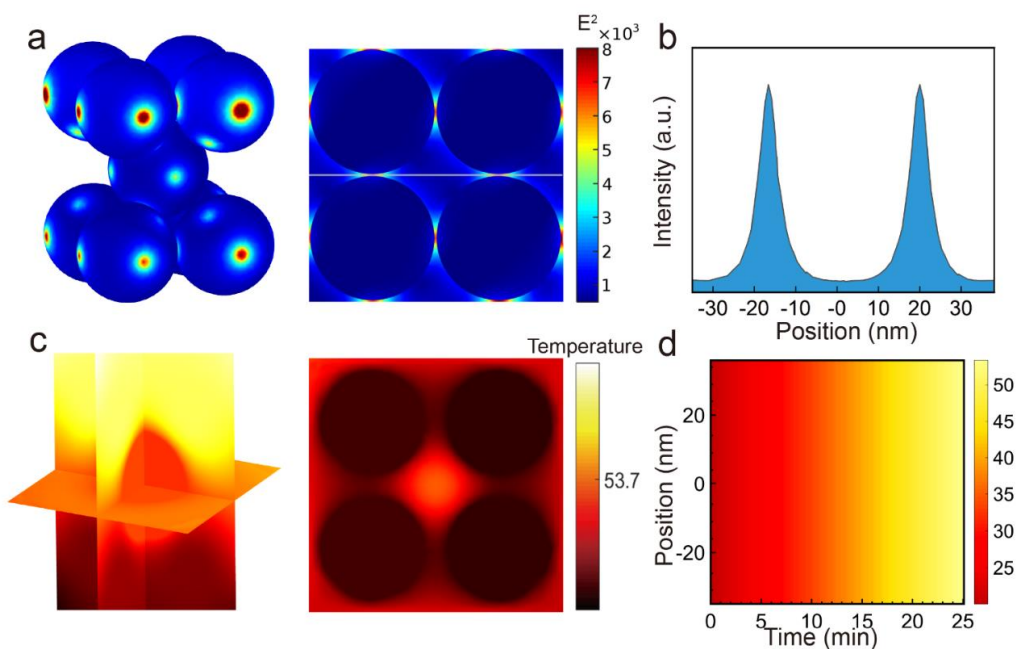 a
E²
×10³
8
7
6
5
4
3
2
1
b
Intensity (a.u.)
-30 -20 -10 -0 10 20 30
Position (nm)
c
Temperature
53.7
d
Position (nm)
20
0
-20
0 5 10 15 20 25
Time (min)
50
45
40
35
30
25